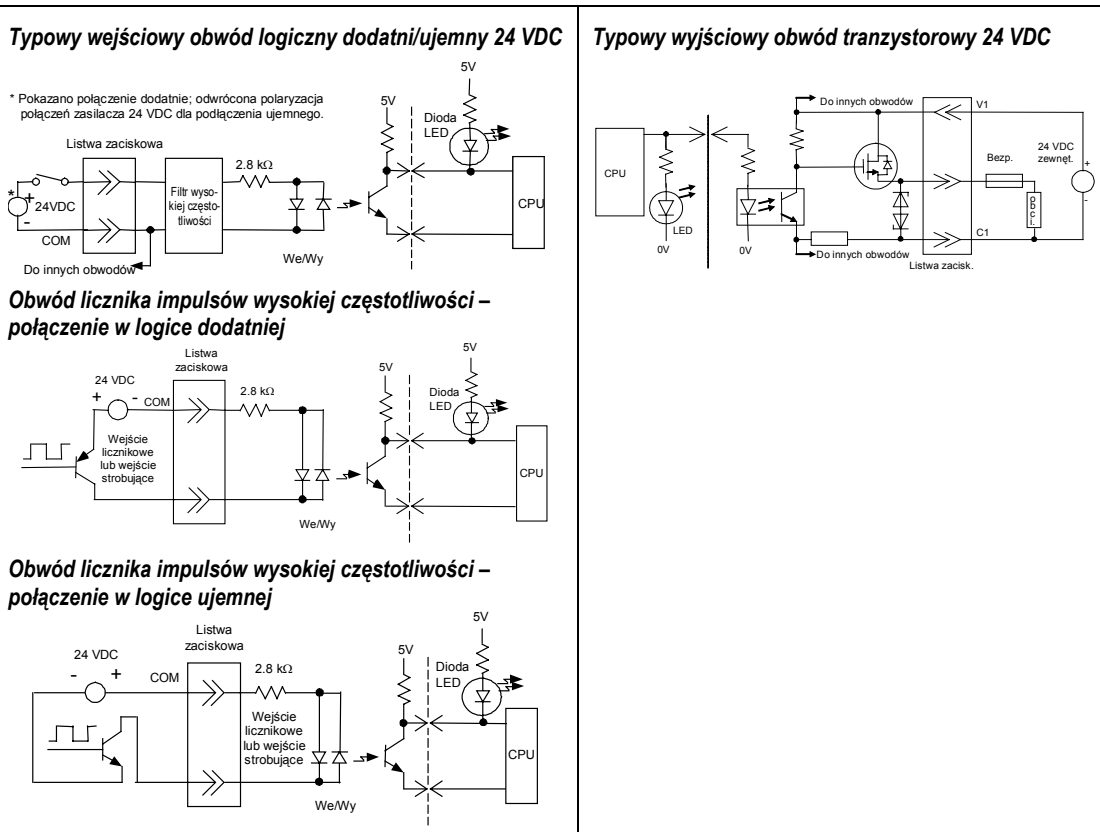 Typowy wejściowy obwód logiczny dodatni/ujemny 24 VDC
5V
* Pokazano połączenie dodatnie; odwrócona polaryzacja
połączeń zasilacza 24 VDC dla podłączenia ujemnego.
5V
Dioda
LED
Listwa zaciskowa
2.8 kΩ
*
+
24VDC
-
COM
Filtr wyso-
kiej często-
tliwości
CPU
We/Wy
Do innych obwodów
Obwód licznika impulsów wysokiej częstotliwości –
połączenie w logice dodatniej
Listwa
zaciskowa
5V
5V
24 VDC
+ - COM
2.8 kΩ
Dioda
LED
Wejście
licznikowe
lub wejście
strobujące
CPU
We/Wy
Obwód licznika impulsów wysokiej częstotliwości –
połączenie w logice ujemnej
Listwa
zaciskowa
5V
5V
24 VDC
- +
COM
2.8 kΩ
Dioda
LED
Wejście
licznikowe
lub wejście
strobujące
CPU
We/Wy
Typowy wyjściowy obwód tranzystorowy 24 VDC
Do innych obwodów
V1
CPU
Bezp.
24 VDC
zewnęt.
+
-
obci.
LED
0V
0V
C1
Do innych obwodów
Listwa zacisk.